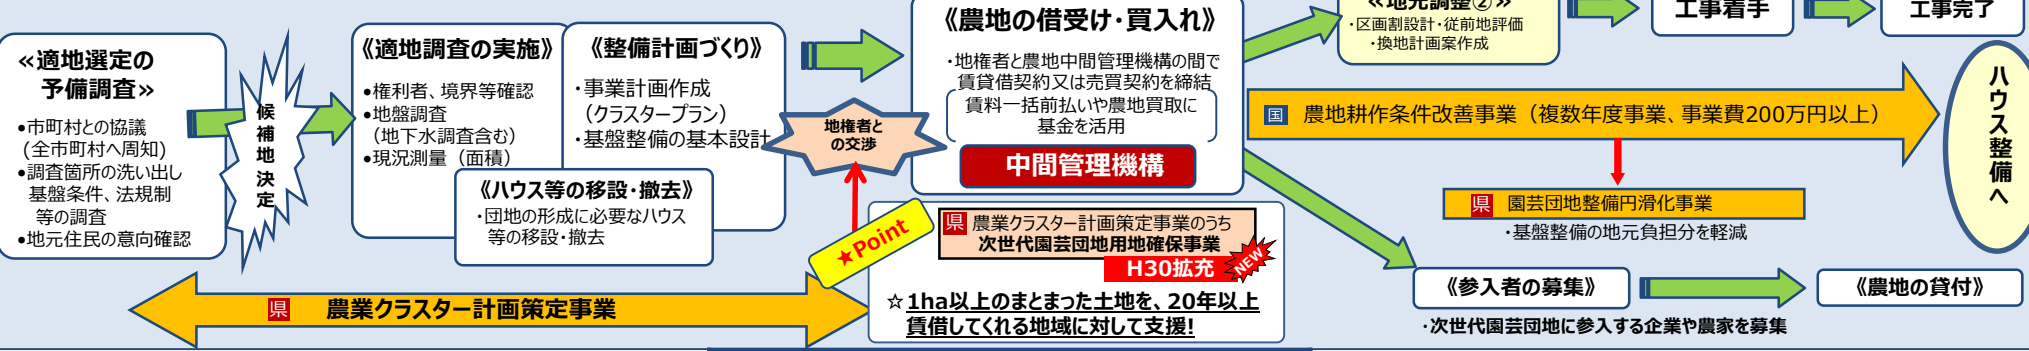 ≪適地選定の
予備調査≫
●市町村との協議
(全市町村へ周知)
●調査箇所の洗い出し
基盤条件、法規制
等の調査
●地元住民の意向確認
候補地決定
《適地調査の実施》
●権利者、境界等確認
●地盤調査
(地下水調査含む)
●現況測量（面積）
《整備計画づくり》
・事業計画作成
（クラスタープラン）
・基盤整備の基本設計
《ハウス等の移設・撤去》
・団地の形成に必要なハウス
等の移設・撤去
県 農業クラスター計画策定事業
地権者と
の交渉
《農地の借受け・買入れ》
・地権者と農地中間管理機構の間で
賃貸借契約又は売買契約を締結
賃料一括前払いや農地買取に
基金を活用
中間管理機構
★Point
県 農業クラスター計画策定事業のうち
次世代園芸団地用地確保事業
H30拡充
NEW
☆1ha以上のまとまった土地を、20年以上
賃借してくれる地域に対して支援!
≪地元調整②≫
・区画割設計・従前地評価
・換地計画案作成
工事着手
工事完了
国 農地耕作条件改善事業（複数年度事業、事業費200万円以上）
県 園芸団地整備円滑化事業
・基盤整備の地元負担分を軽減
《参入者の募集》
・次世代園芸団地に参入する企業や農家を募集
《農地の貸付》
ハウス整備へ